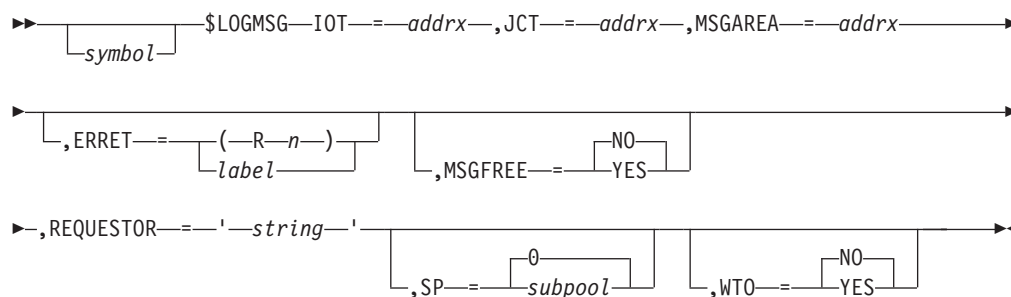 $LOGMSG IOT = addrx ,JCT = addrx ,MSGAREA = addrx
symbol
,ERRET = ( R n )
label
NO
,MSGFREE = YES
,REQUESTOR = ' string '
0
,SP = subpool
NO
,WTO = YES